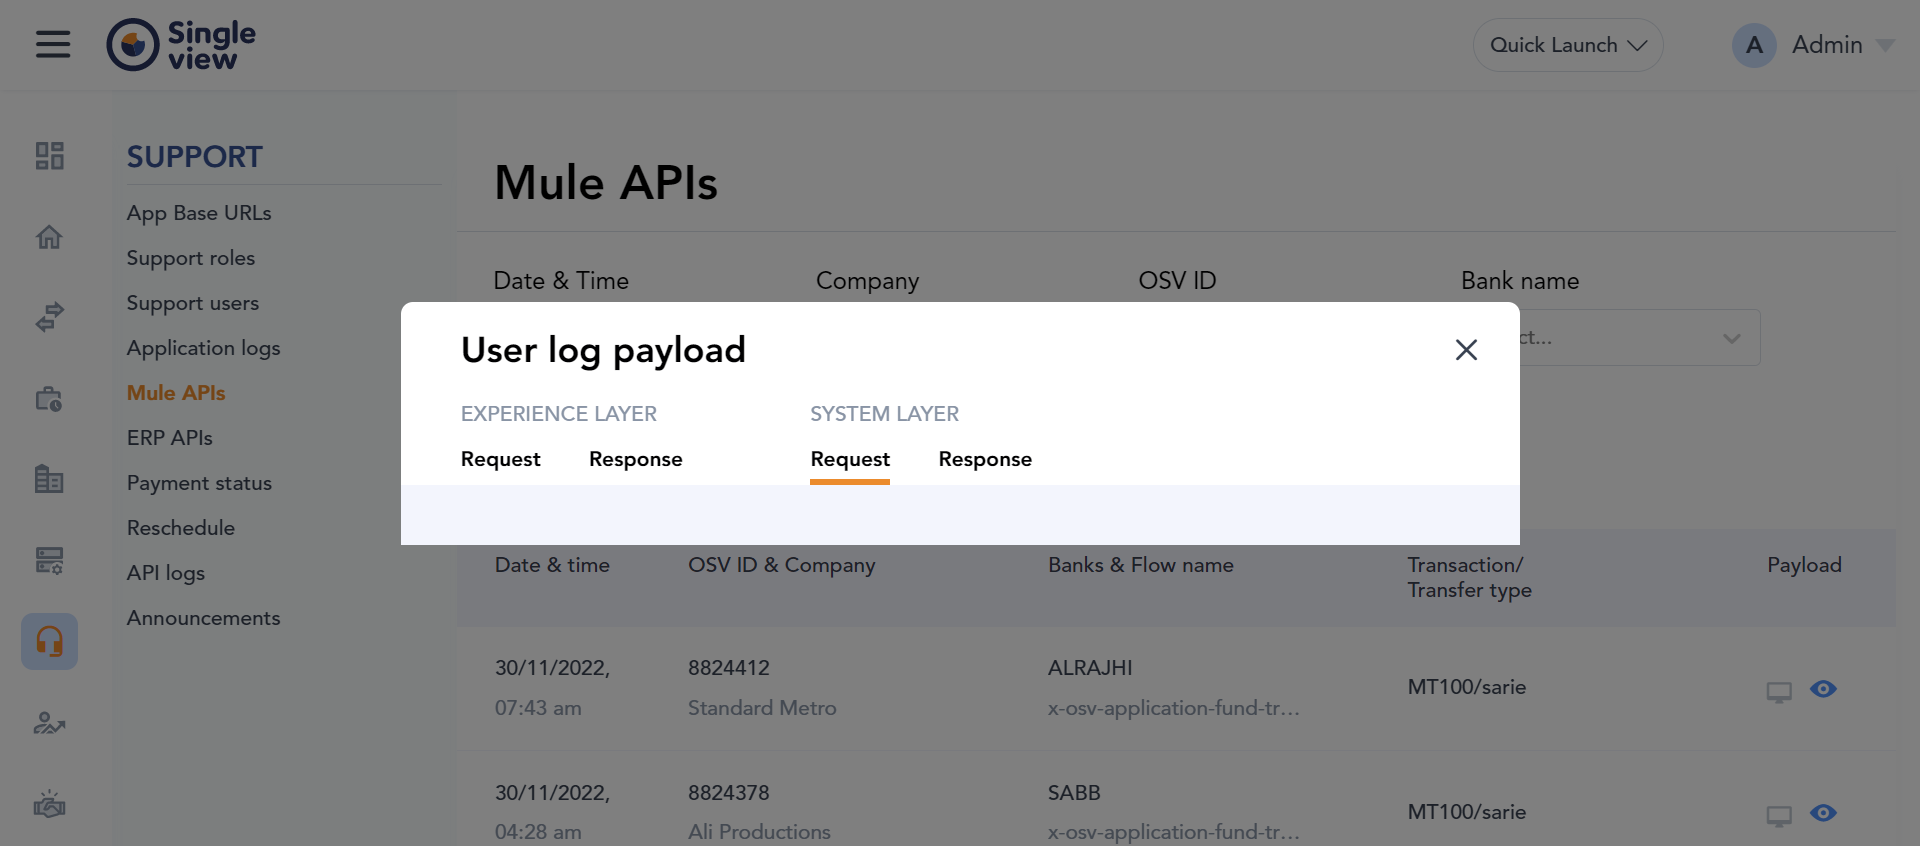 Single
view
Quick Launch
A
Admin
SUPPORT
App Base URLs
Support roles
Support users
Application logs
Mule APIs
ERP APIs
Payment status
Reschedule
API logs
Announcements
Mule APIs
Date & Time
Company
OSV ID
Bank name
ct...
User log payload
EXPERIENCE LAYER
SYSTEM LAYER
Request
Response
Request
Response
Date & time
OSV ID & Company
Banks & Flow name
Transaction/
Transfer type
Payload
30/11/2022,
07:43 am
8824412
Standard Metro
ALRAJHI
x-osv-application-fund-tr...
MT100/sarie
30/11/2022,
04:28 am
8824378
Ali Productions
SABB
x-osv-application-fund-tr...
MT100/sarie